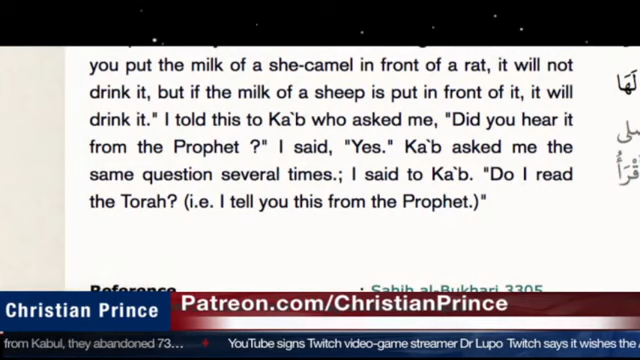 you put the milk of a she-camel in front of a rat, it will not
drink it, but if the milk of a sheep is put in front of it, it will
drink it." I told this to Ka`b who asked me, "Did you hear it
from the Prophet ?" I said, "Yes." Ka`b asked me the
same question several times.; I said to Ka`b. "Do I read
the Torah? (i.e. I tell you this from the Prophet.)"
لَهَا
Reference : Sahih al-Bukhari 3305
Christian Prince
Patreon.com/ChristianPrince
from Kabul, they abandoned 73... YouTube signs Twitch video-game streamer Dr Lupo Twitch says it wishes the